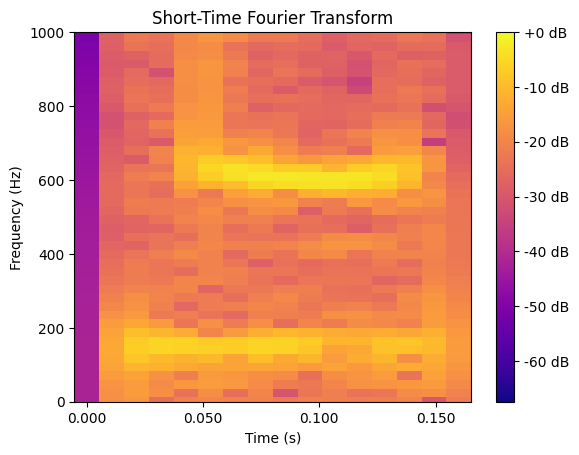 Short-Time Fourier Transform
1000
800
600
400
200
0
Frequency (Hz)
0.000
0.050
0.100
0.150
Time (s)
+0 dB
-10 dB
-20 dB
-30 dB
-40 dB
-50 dB
-60 dB